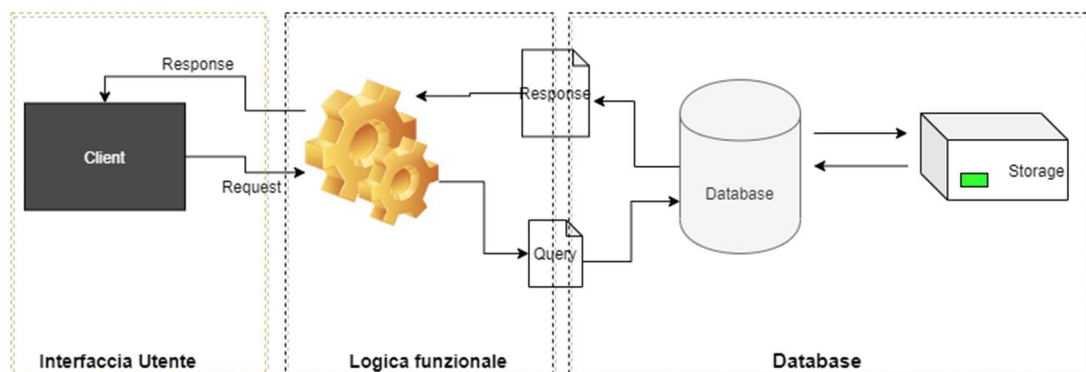 Response
Client
Request
Response
Query
Database
Storage
Interfaccia Utente
Logica funzionale
Database